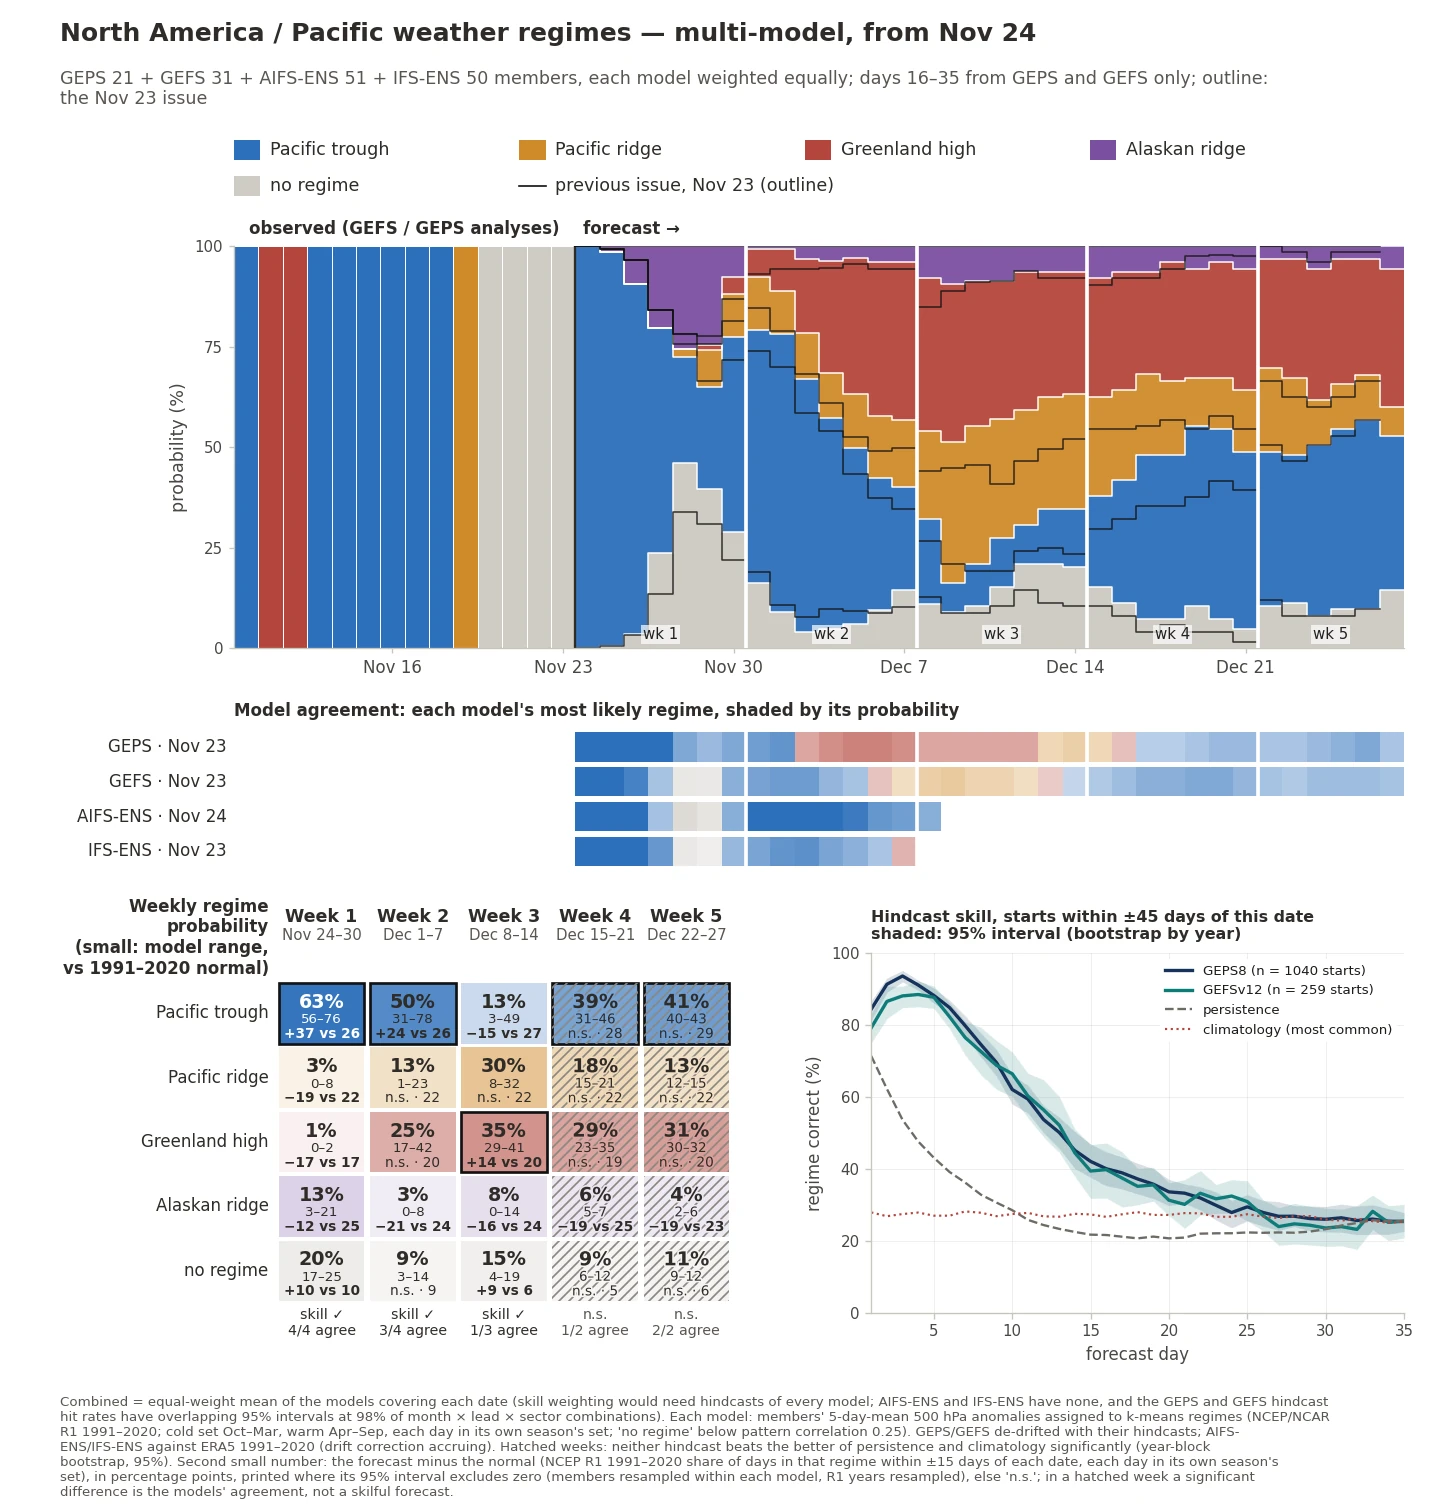 North America / Pacific weather regimes — multi-model, from Nov 24
GEPS 21 + GEFS 31 + AIFS-ENS 51 + IFS-ENS 50 members, each model weighted equally; days 16–35 from GEPS and GEFS only; outline:
the Nov 23 issue
Pacific trough
Pacific ridge
Greenland high
Alaskan ridge
no regime
previous issue, Nov 23 (outline)
observed (GEFS / GEPS analyses)
forecast →
100
75
50
25
0
probability (%)
wk 1
wk 2
wk 3
wk 4
wk 5
Nov 16
Nov 23
Nov 30
Dec 7
Dec 14
Dec 21
Model agreement: each model's most likely regime, shaded by its probability
GEPS · Nov 23
GEFS · Nov 23
AIFS-ENS · Nov 24
IFS-ENS · Nov 23
Weekly regime
probability
(small: model range,
vs 1991–2020 normal)
Week 1 Week 2 Week 3 Week 4 Week 5
Nov 24–30 Dec 1–7 Dec 8–14 Dec 15–21 Dec 22–27
Pacific trough
63% 50% 13% 39% 41%
56–76 31–78 3–49 31–46 40–43
+37 vs 26 +24 vs 26 −15 vs 27 n.s. · 28 n.s. · 29
Pacific ridge
3% 13% 30% 18% 13%
0–8 1–23 8–32 15–21 12–15
−19 vs 22 n.s. · 22 n.s. · 22 n.s. · 22 n.s. · 22
Greenland high
1% 25% 35% 29% 31%
0–2 17–42 29–41 23–35 30–32
−17 vs 17 n.s. · 20 +14 vs 20 n.s. · 19 n.s. · 20
Alaskan ridge
13% 3% 8% 6% 4%
3–21 0–8 0–14 5–7 2–6
−12 vs 25 −21 vs 24 −16 vs 24 −19 vs 25 −19 vs 23
no regime
20% 9% 15% 9% 11%
17–25 3–14 4–19 6–12 9–12
+10 vs 10 n.s. · 9 +9 vs 6 n.s. · 5 n.s. · 6
skill ✓ skill ✓ skill ✓ n.s. n.s.
4/4 agree 3/4 agree 1/3 agree 1/2 agree 2/2 agree
Hindcast skill, starts within ±45 days of this date
shaded: 95% interval (bootstrap by year)
GEPS8 (n = 1040 starts)
GEFSv12 (n = 259 starts)
persistence
climatology (most common)
100
80
60
40
20
0
regime correct (%)
5
10
15
20
25
30
35
forecast day
Combined = equal-weight mean of the models covering each date (skill weighting would need hindcasts of every model; AIFS-ENS and IFS-ENS have none, and the GEPS and GEFS hindcast
hit rates have overlapping 95% intervals at 98% of month × lead × sector combinations). Each model: members' 5-day-mean 500 hPa anomalies assigned to k-means regimes (NCEP/NCAR
R1 1991–2020; cold set Oct–Mar, warm Apr–Sep, each day in its own season's set; 'no regime' below pattern correlation 0.25). GEPS/GEFS de-drifted with their hindcasts; AIFS-
ENS/IFS-ENS against ERA5 1991–2020 (drift correction accruing). Hatched weeks: neither hindcast beats the better of persistence and climatology significantly (year-block
bootstrap, 95%). Second small number: the forecast minus the normal (NCEP R1 1991–2020 share of days in that regime within ±15 days of each date, each day in its own season's
set), in percentage points, printed where its 95% interval excludes zero (members resampled within each model, R1 years resampled), else 'n.s.'; in a hatched week a significant
difference is the models' agreement, not a skilful forecast.